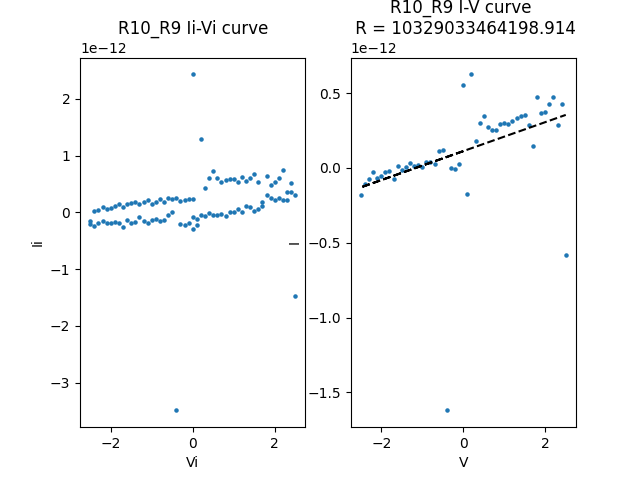 R10_R9 Ii-Vi curve
1e−12
2
1
0
−1
−2
−3
Ii
−2
0
2
Vi
R10_R9 I-V curve
R = 10329033464198.914
1e−12
0.5
0.0
−0.5
−1.0
−1.5
I
−2
0
2
V